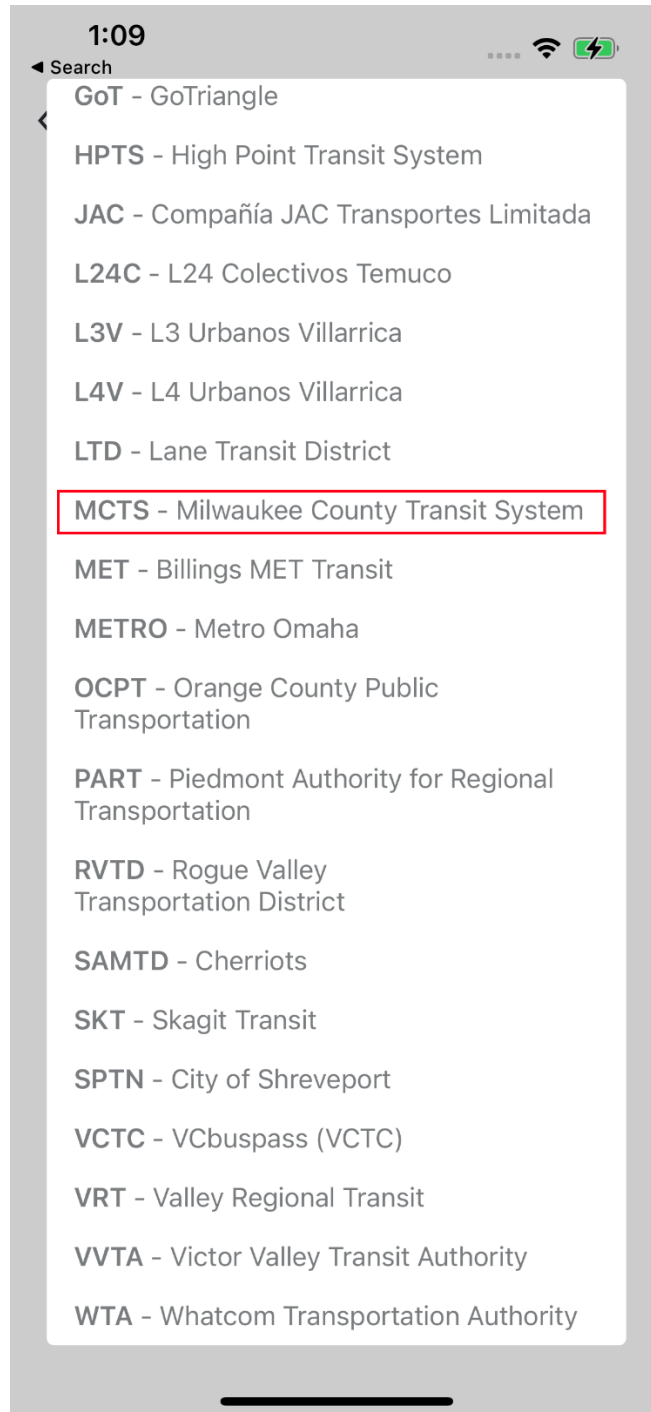 1:09
◀ Search
GoT - GoTriangle
HPTS - High Point Transit System
JAC - Compañía JAC Transportes Limitada
L24C - L24 Colectivos Temuco
L3V - L3 Urbanos Villarrica
L4V - L4 Urbanos Villarrica
LTD - Lane Transit District
MCTS - Milwaukee County Transit System
MET - Billings MET Transit
METRO - Metro Omaha
OCPT - Orange County Public
Transportation
PART - Piedmont Authority for Regional
Transportation
RVTD - Rogue Valley
Transportation District
SAMTD - Cherriots
SKT - Skagit Transit
SPTN - City of Shreveport
VCTC - VCbuspass (VCTC)
VRT - Valley Regional Transit
VVTA - Victor Valley Transit Authority
WTA - Whatcom Transportation Authority